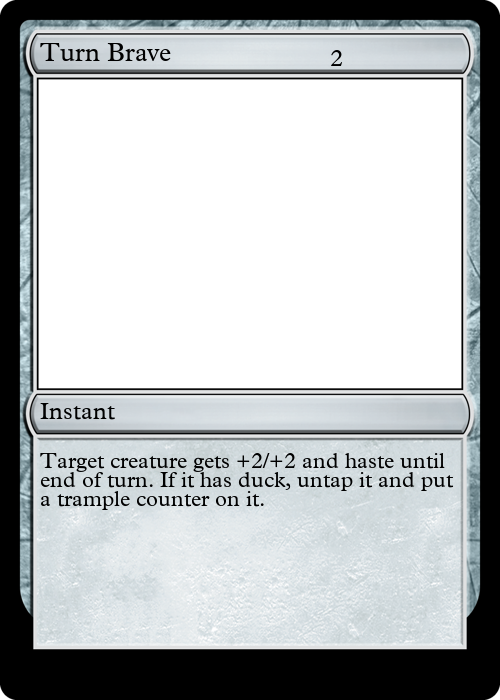 Turn Brave 2
Instant
Target creature gets +2/+2 and haste until
end of turn. If it has duck, untap it and put
a trample counter on it.